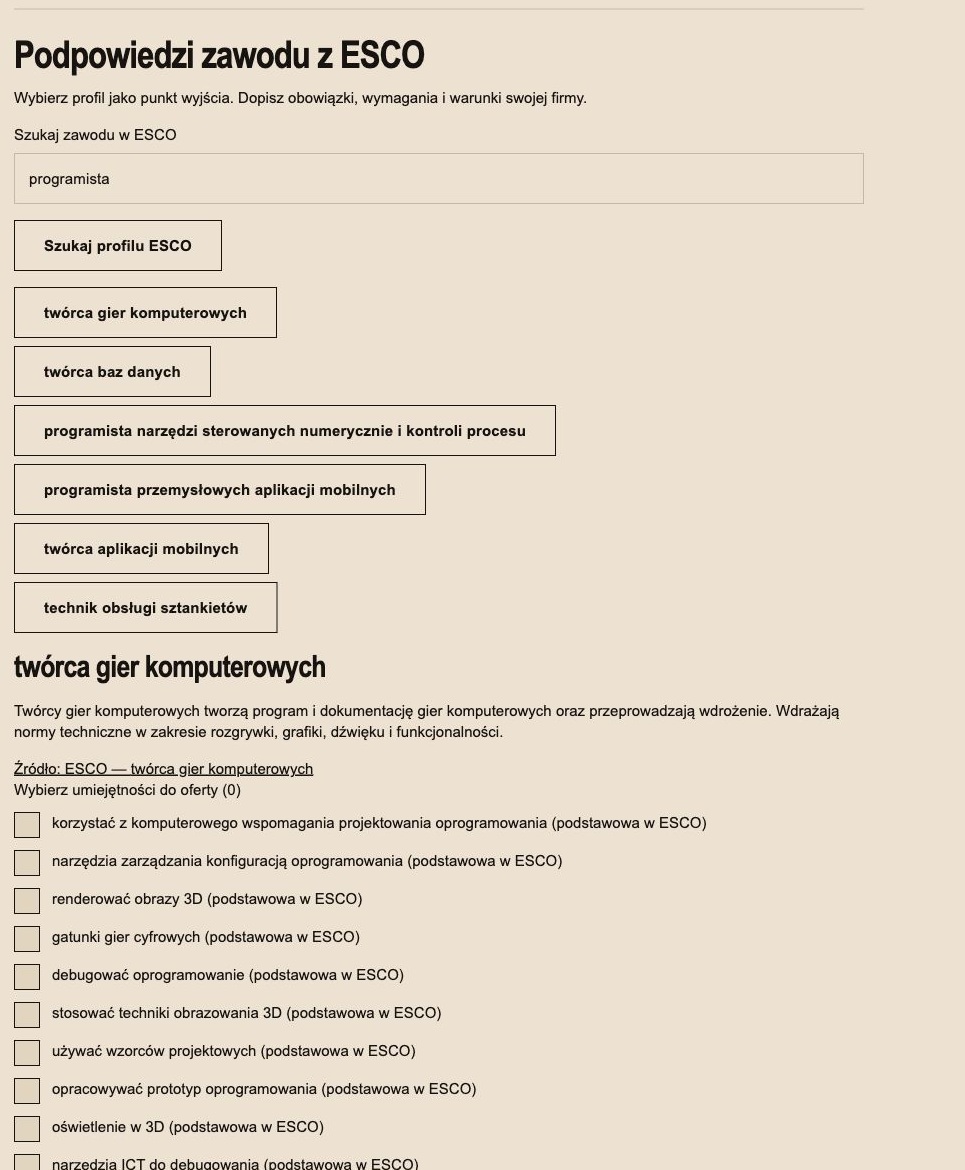 Podpowiedzi zawodu z ESCO
Wybierz profil jako punkt wyjścia. Dopisz obowiązki, wymagania i warunki swojej firmy.
Szukaj zawodu w ESCO
programista
Szukaj profilu ESCO
twórca gier komputerowych
twórca baz danych
programista narzędzi sterowanych numerycznie i kontroli procesu
programista przemysłowych aplikacji mobilnych
twórca aplikacji mobilnych
technik obsługi sztankietów
twórca gier komputerowych
Twórcy gier komputerowych tworzą program i dokumentację gier komputerowych oraz przeprowadzają wdrożenie. Wdrażają
normy techniczne w zakresie rozgrywki, grafiki, dźwięku i funkcjonalności.
Źródło: ESCO — twórca gier komputerowych
Wybierz umiejętności do oferty (0)
korzystać z komputerowego wspomagania projektowania oprogramowania (podstawowa w ESCO)
narzędzia zarządzania konfiguracją oprogramowania (podstawowa w ESCO)
renderować obrazy 3D (podstawowa w ESCO)
gatunki gier cyfrowych (podstawowa w ESCO)
debugować oprogramowanie (podstawowa w ESCO)
stosować techniki obrazowania 3D (podstawowa w ESCO)
używać wzorców projektowych (podstawowa w ESCO)
opracowywać prototyp oprogramowania (podstawowa w ESCO)
oświetlenie w 3D (podstawowa w ESCO)
narzędzia ICT do debugowania (podstawowa w ESCO)